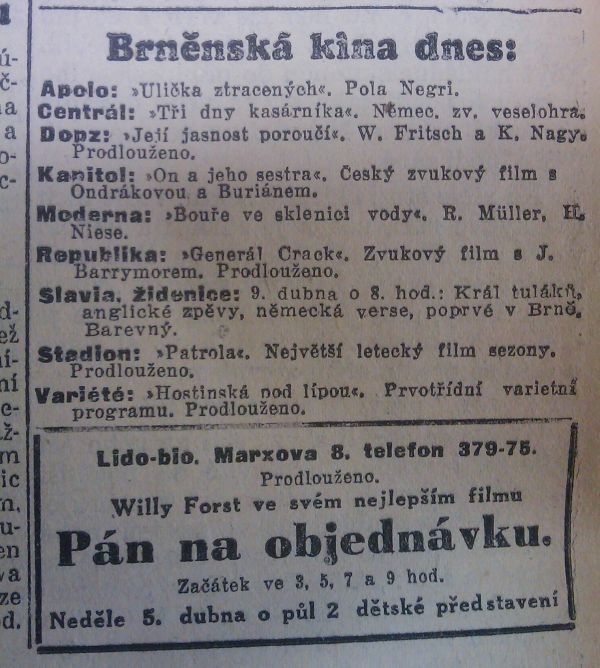 Brněnská kina dnes:
Apolo: »Ulička ztracených«. Pola Negri.
Centrál: »Tři dny kasárníka«. Němec. zv. veselohra.
Dopz: »Její jasnost poroučí«. W. Fritsch a K. Nagy.
Prodlouženo.
Kapitol: »On a jeho sestra«. Český zvukový film s
Ondrákovou a Buriánem.
Moderna: »Bouře ve sklenici vody«. R. Müller, H.
Niese.
Republika: »Generál Crack«. Zvukový film s J.
Barrymorem. Prodlouženo.
Slavia, židenice: 9. dubna o 8. hod.: Král tuláků,
anglické zpěvy, německá verse, poprvé v Brně.
Barevný.
Stadion: »Patrola«. Největší letecký film sezony.
Prodlouženo.
Variété: »Hostinská pod lípou«. Prvotřídní varietní
programu. Prodlouženo.
Lido-bio. Marxova 8. telefon 379-75.
Prodlouženo.
Willy Forst ve svém nejlepším filmu
Pán na objednávku.
Začátek ve 3, 5, 7 a 9 hod.
Neděle 5. dubna o půl 2 dětské představení